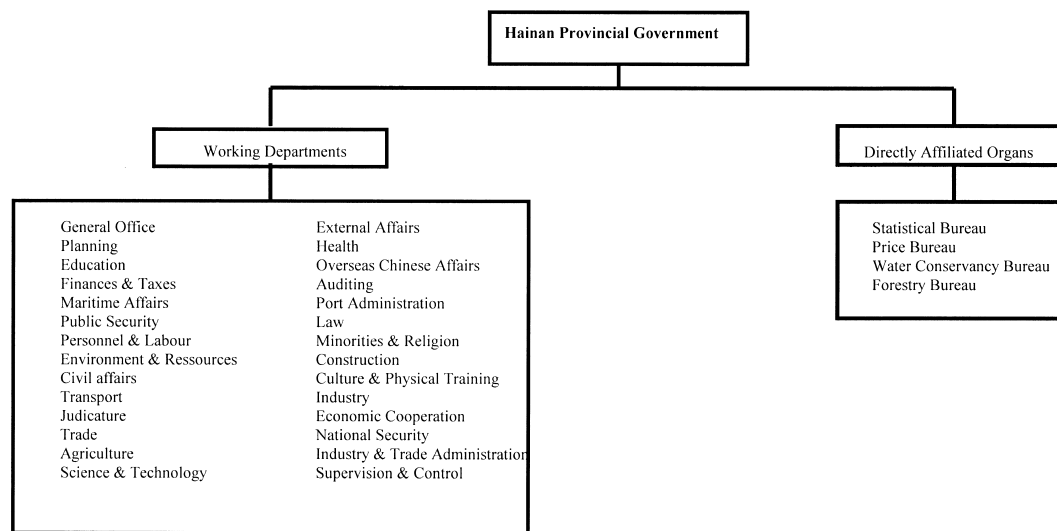 Hainan Provincial Government
Working Departments
Directly Affiliated Organs
General Office
Planning
Education
Finances & Taxes
Maritime Affairs
Public Security
Personnel & Labour
Environment & Ressources
Civil affairs
Transport
Judicature
Trade
Agriculture
Science & Technology
External Affairs
Health
Overseas Chinese Affairs
Auditing
Port Administration
Law
Minorities & Religion
Construction
Culture & Physical Training
Industry
Economic Cooperation
National Security
Industry & Trade Administration
Supervision & Control
Statistical Bureau
Price Bureau
Water Conservancy Bureau
Forestry Bureau